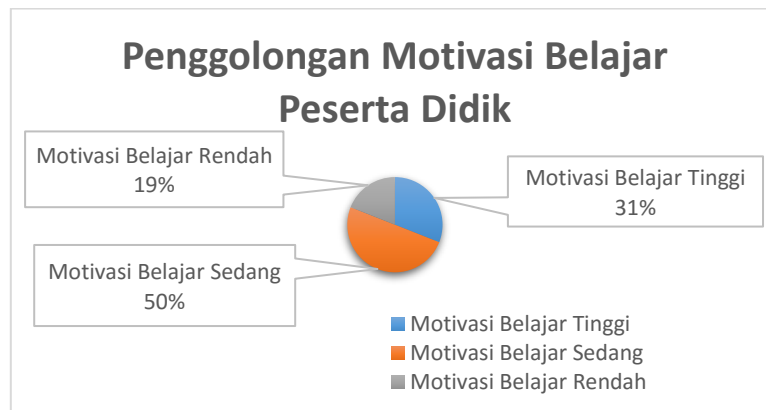 Penggolongan Motivasi Belajar
Peserta Didik
Motivasi Belajar Rendah
19%
Motivasi Belajar Tinggi
31%
Motivasi Belajar Sedang
50%
Motivasi Belajar Tinggi
Motivasi Belajar Sedang
Motivasi Belajar Rendah